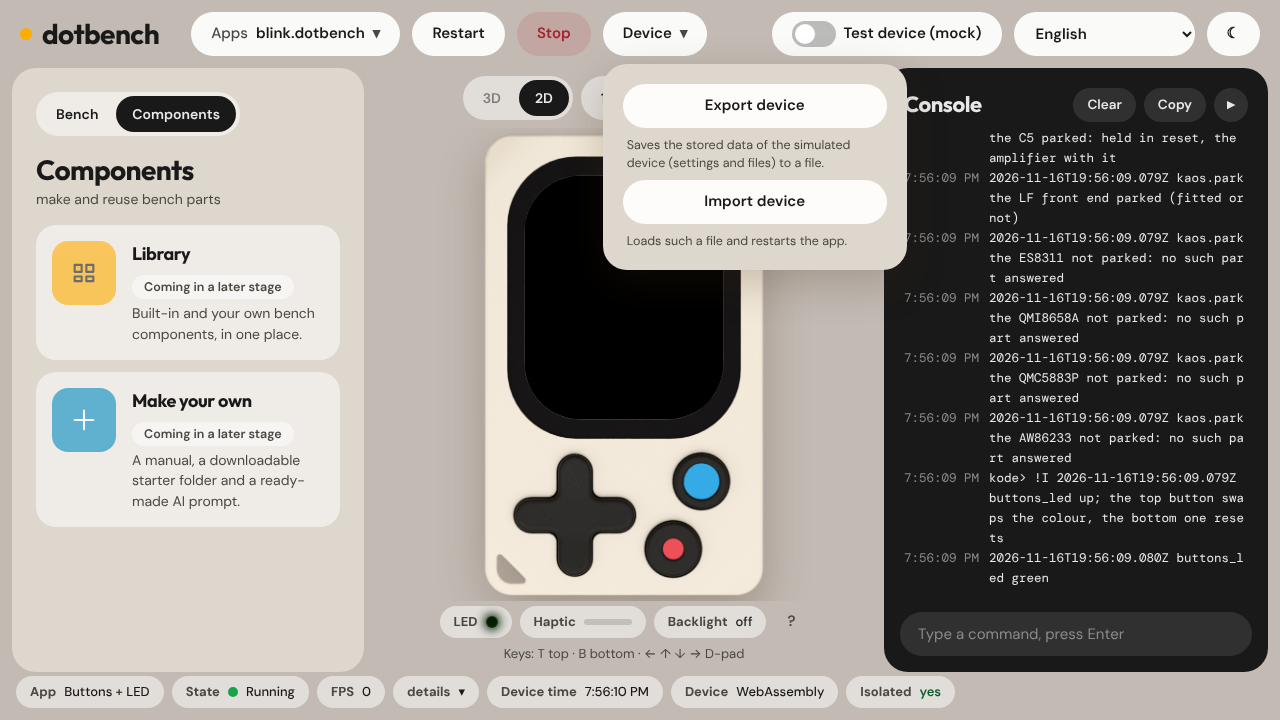 dotbench
Apps blink.dotbench ▾
Restart
Stop
Device ▾
Test device (mock)
English
Bench
Components
Components
make and reuse bench parts
Library
Coming in a later stage
Built-in and your own bench
components, in one place.
Make your own
Coming in a later stage
A manual, a downloadable
starter folder and a ready-
made AI prompt.
3D
2D
Export device
Saves the stored data of the simulated
device (settings and files) to a file.
Import device
Loads such a file and restarts the app.
LED
Haptic
Backlight off
?
Keys: T top · B bottom · ← ↑ ↓ → D-pad
Console
Clear
Copy
the C5 parked: held in reset, the
amplifier with it
7:56:09 PM 2026-11-16T19:56:09.079Z kaos.park
the LF front end parked (fitted or
not)
7:56:09 PM 2026-11-16T19:56:09.079Z kaos.park
the ES8311 not parked: no such par
t answered
7:56:09 PM 2026-11-16T19:56:09.079Z kaos.park
the QMI8658A not parked: no such p
art answered
7:56:09 PM 2026-11-16T19:56:09.079Z kaos.park
the QMC5883P not parked: no such p
art answered
7:56:09 PM 2026-11-16T19:56:09.079Z kaos.park
the AW86233 not parked: no such pa
rt answered
7:56:09 PM kode> !I 2026-11-16T19:56:09.079Z
buttons_led up; the top button swa
ps the colour, the bottom one rese
ts
7:56:09 PM 2026-11-16T19:56:09.080Z buttons_l
ed green
Type a command, press Enter
App Buttons + LED
State Running
FPS 0
details ▾
Device time 7:56:10 PM
Device WebAssembly
Isolated yes